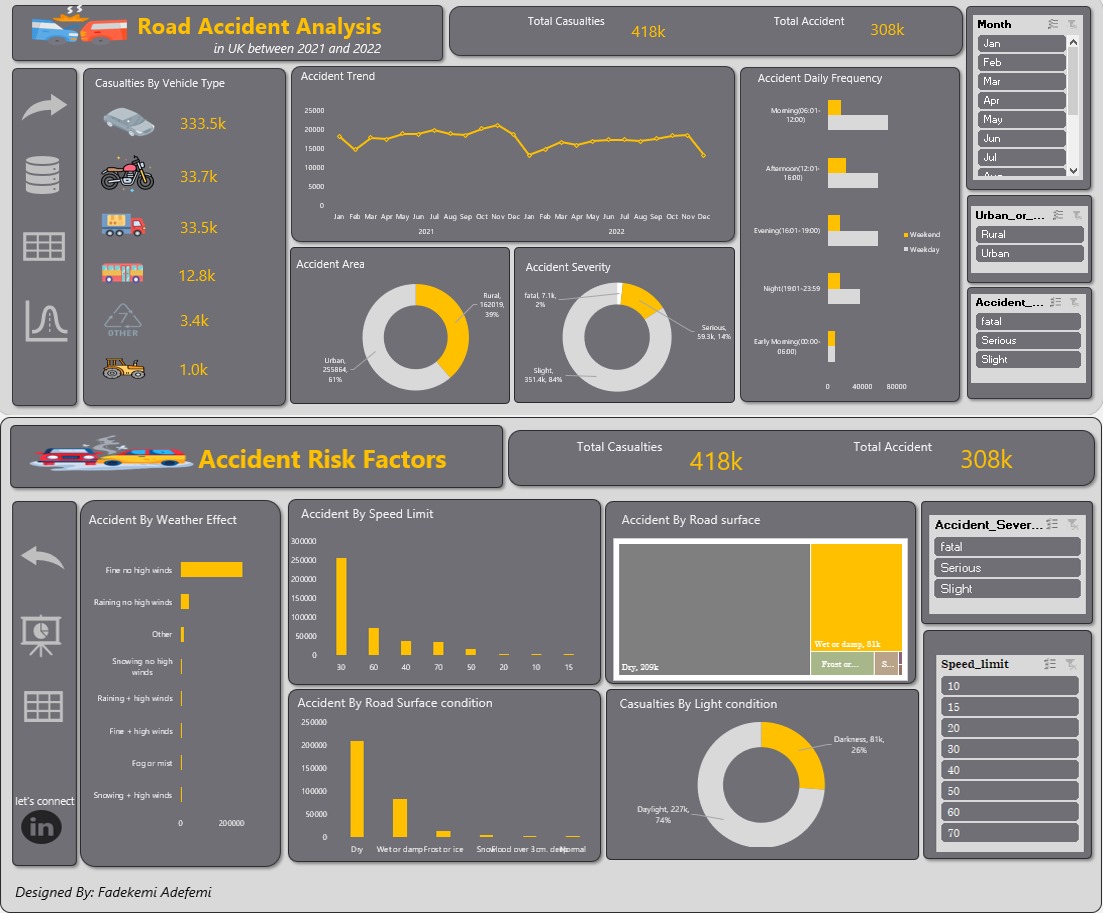 Road Accident Analysis
in UK between 2021 and 2022
Total Casualties
418k
Total Accident
308k
Month
Jan
Feb
Mar
Apr
May
Jun
Jul
Casualties By Vehicle Type
333.5k
33.7k
33.5k
12.8k
7
OTHER
3.4k
1.0k
Accident Trend
25000
20000
15000
10000
5000
0
Jan Feb Mar Apr May Jun Jul Aug Sep Oct Nov Dec Jan Feb Mar Apr May Jun Jul Aug Sep Oct Nov Dec
2021 2022
Accident Daily Frequency
Morning(06:01-
12:00)
Afternoon(12:01-
16:00)
Evening(16:01-19:00)
Night(19:01-23:59
Early Morning(00:00-
06:00)
0 40000 80000
Weekend
Weekday
Urban_or_...
Rural
Urban
Accident_...
fatal
Serious
Slight
Accident Area
Rural,
162019,
39%
Urban,
255864,
61%
Accident Severity
fatal, 7.1k,
2%
Serious,
59.3k, 14%
Slight,
351.4k, 84%
Accident Risk Factors
Total Casualties
418k
Total Accident
308k
Accident By Weather Effect
Fine no high winds
Raining no high winds
Other
Snowing no high
winds
Raining + high winds
Fine + high winds
Fog or mist
Snowing + high winds
0 200000
let's connect
in
Accident By Speed Limit
300000
250000
200000
150000
100000
50000
0
30 60 40 70 50 20 10 15
Accident By Road surface
Dry, 209k
Wet or damp, 81k
Frost or...
S...
Accident_Sever...
fatal
Serious
Slight
Speed_limit
10
15
20
30
40
50
60
70
Accident By Road Surface condition
250000
200000
150000
100000
50000
0
Dry Wet or damp Frost or ice
Casualties By Light condition
Darkness, 81k,
26%
Daylight, 227k,
74%
Designed By: Fadekemi Adefemi